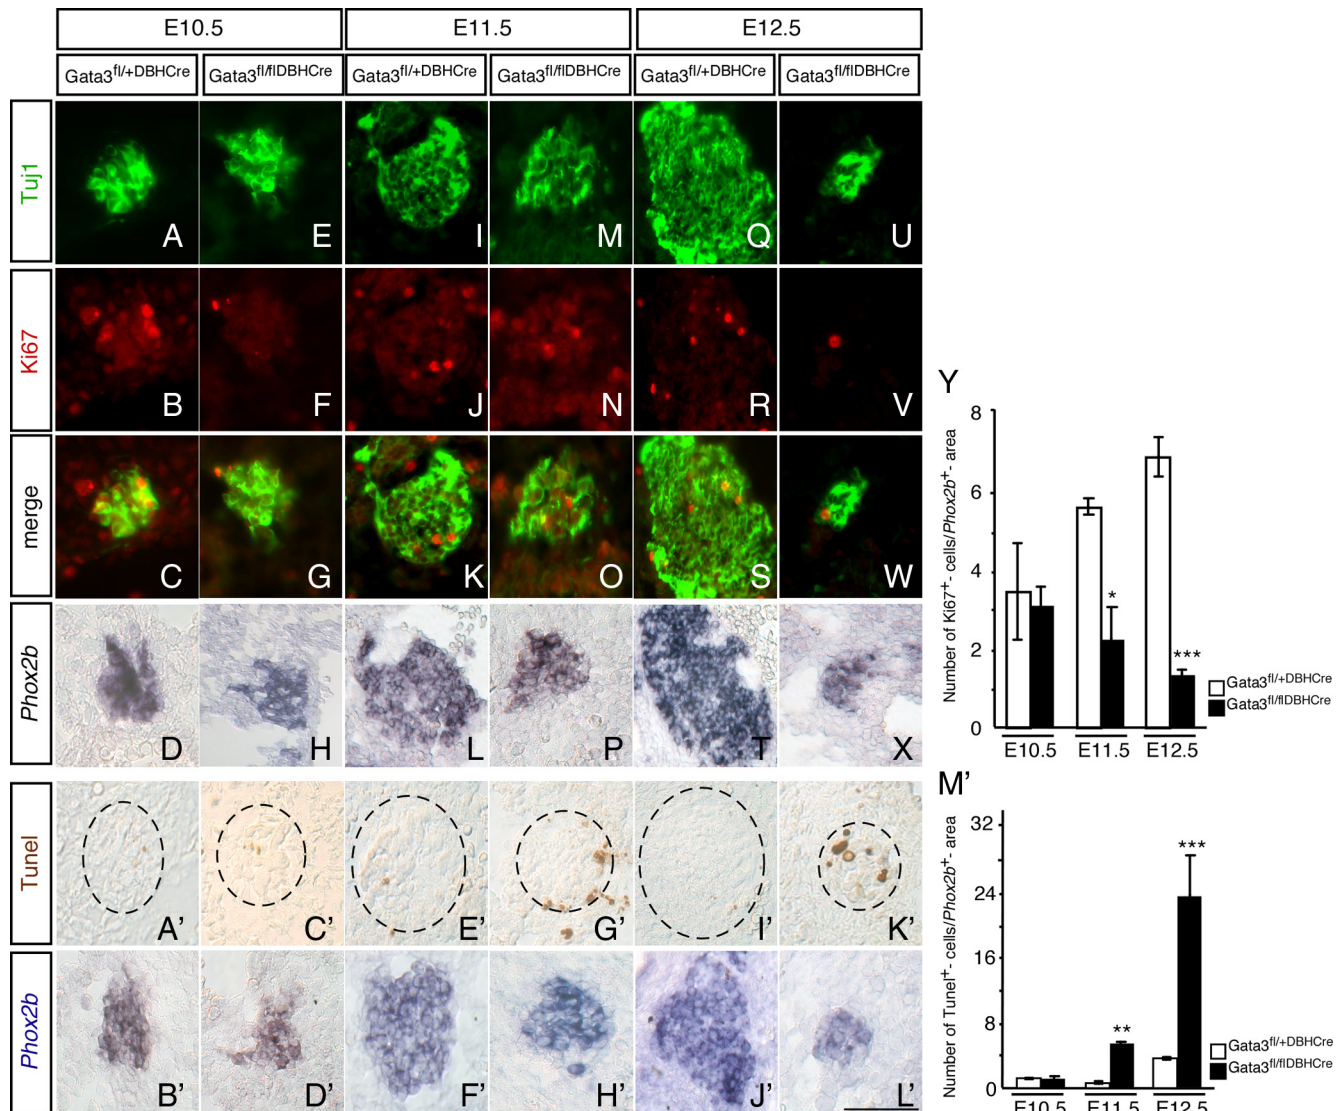 E10.5 E11.5 E12.5
Gata3fl/+DBHCre Gata3fl/flDBHCre Gata3fl/+DBHCre Gata3fl/flDBHCre Gata3fl/+DBHCre Gata3fl/flDBHCre
Tuj1
A E I M Q U
Ki67
B F J N R V
merge
C G K O S W
Phox2b
D H L P T X
Tunel
A’ C’ E’ G’ I’ K’
Phox2b
B’ D’ F’ H’ J’ L’
Y
Number of Ki67+- cells/Phox2b+- area
8
6
4
*
2
***
0
E10.5 E11.5 E12.5
Gata3fl/+DBHCre
Gata3fl/flDBHCre
M’
Number of Tunel+- cells/Phox2b+- area
32
***
24
16
8
**
0
E10.5 E11.5 E12.5
Gata3fl/+DBHCre
Gata3fl/flDBHCre